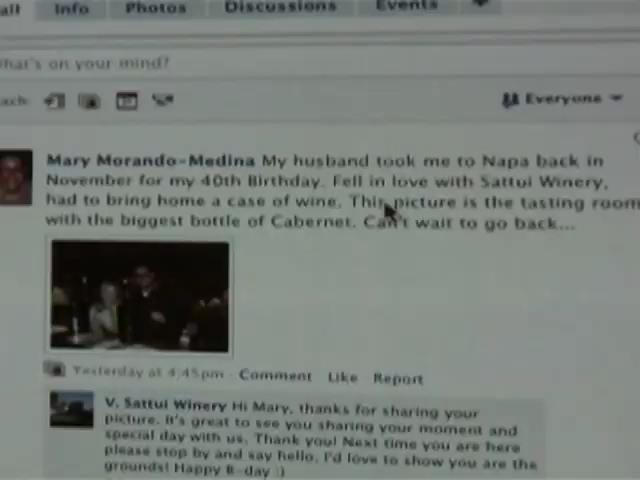 Info Photos Discussions Events
What's on your mind?
Everyone
Mary Morando-Medina My husband took me to Napa back in
November for my 40th Birthday. Fell in love with Sattui Winery,
had to bring home a case of wine. This picture is the tasting room
with the biggest bottle of Cabernet. Can't wait to go back...
Yesterday at 4:45pm · Comment Like Report
V. Sattui Winery Hi Mary, thanks for sharing your
picture. It's great to see you sharing your moment and
special day with us. Thank you! Next time you are here
please stop by and say hello. I'd love to show you are the
grounds! Happy B-day :)